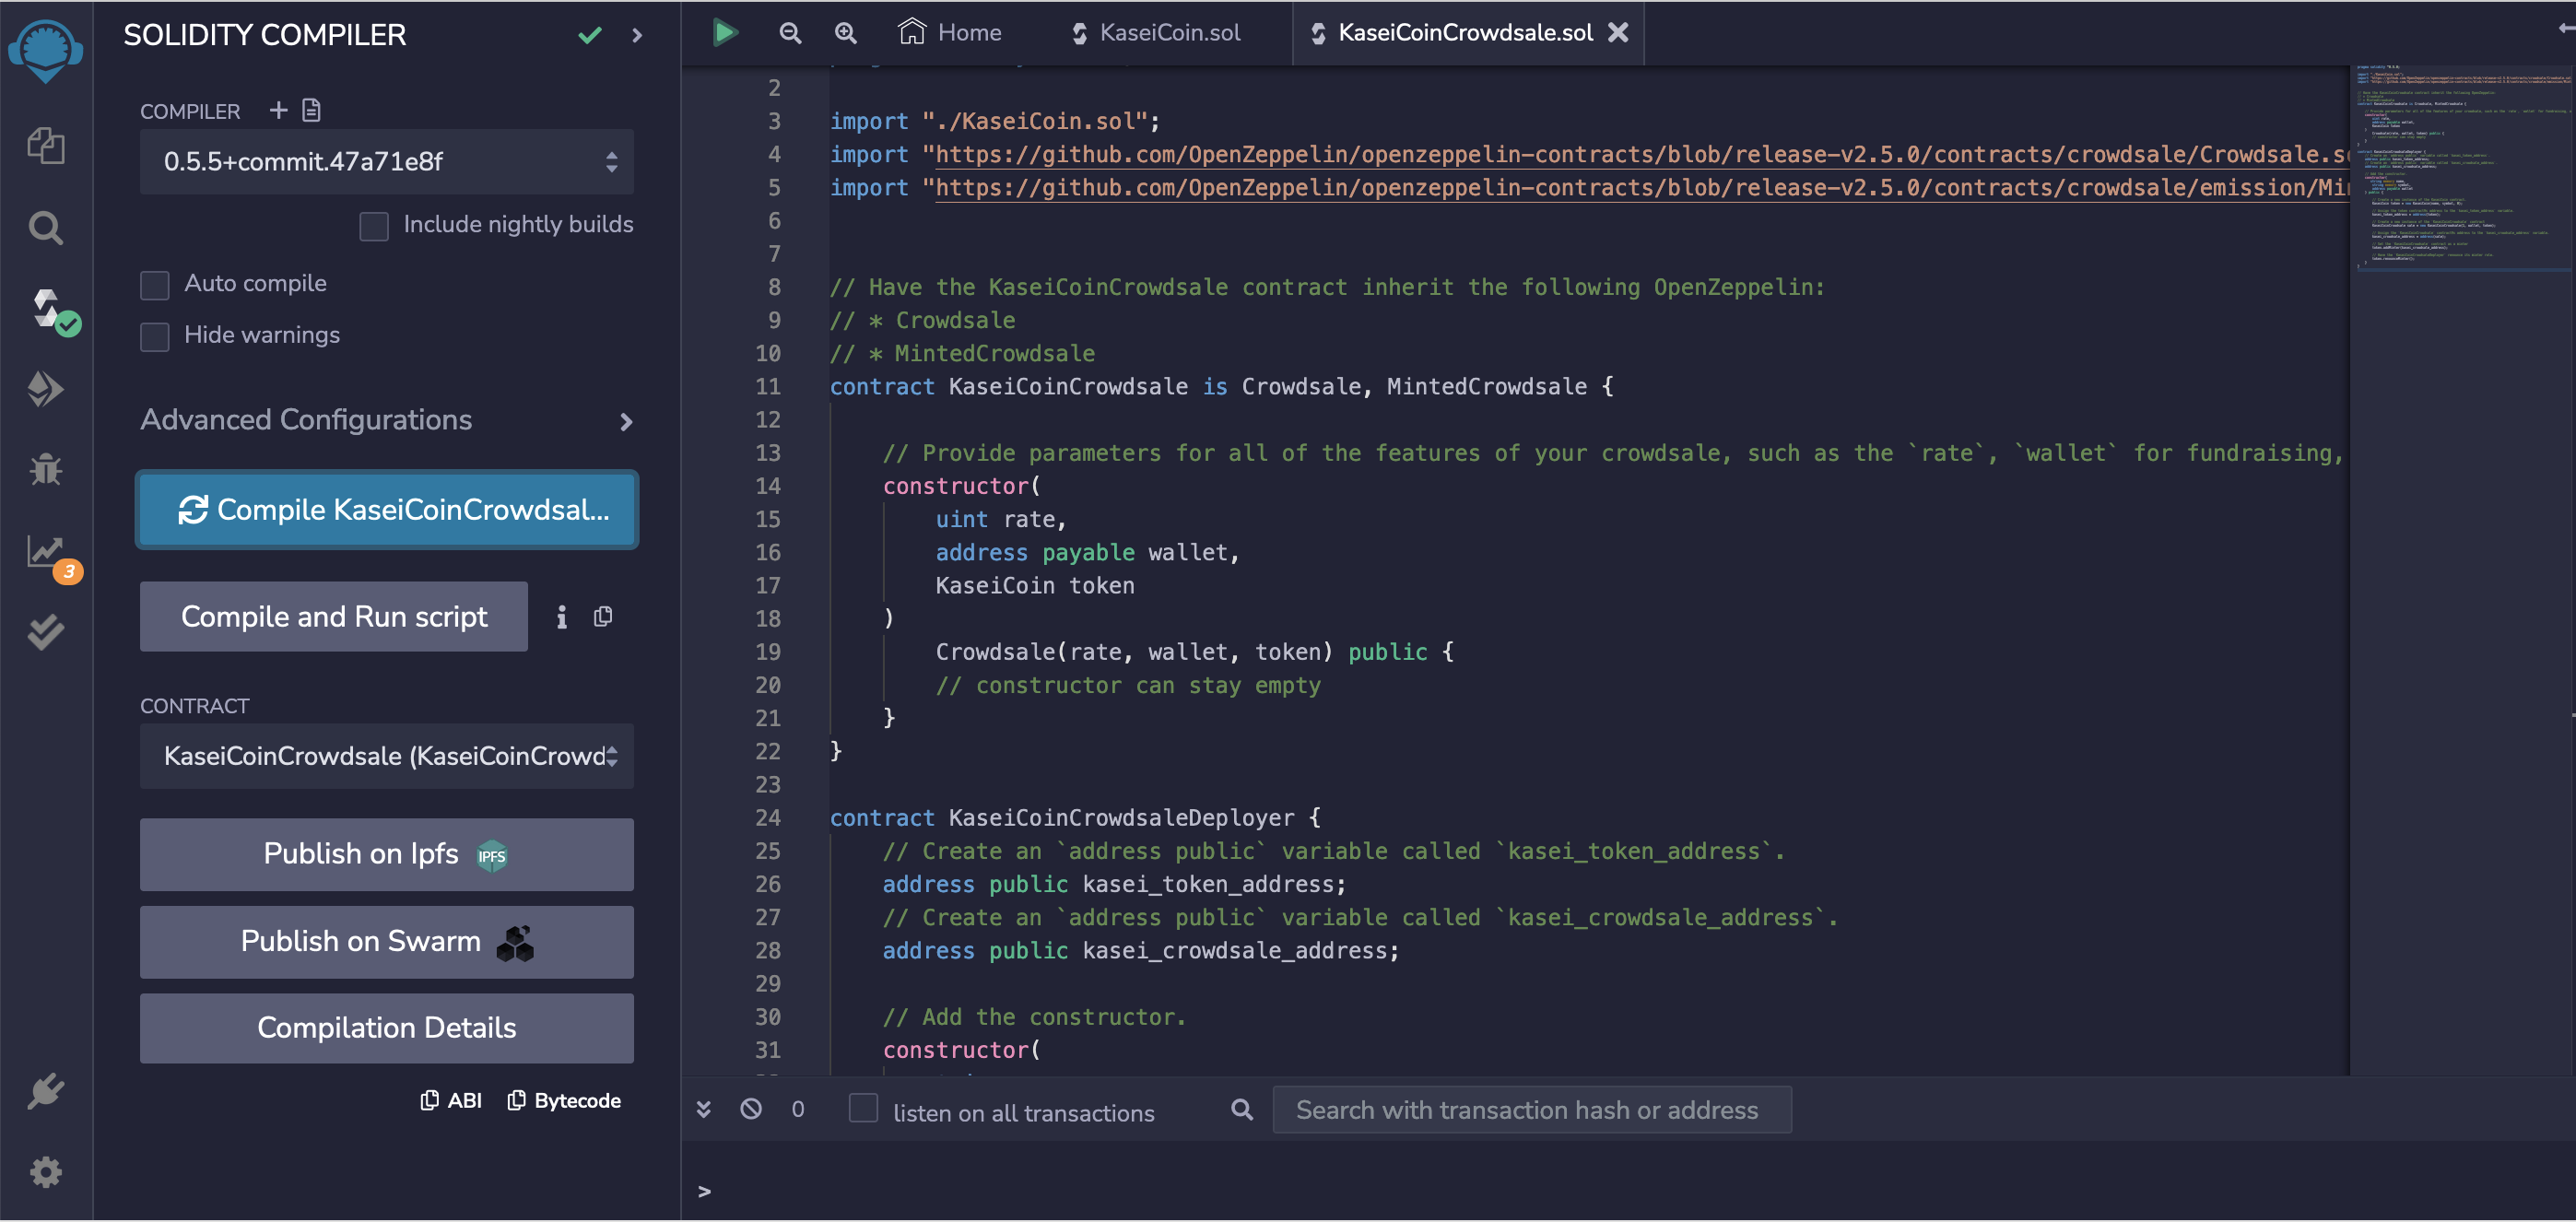 SOLIDITY COMPILER
COMPILER
0.5.5+commit.47a71e8f
Include nightly builds
Auto compile
Hide warnings
Advanced Configurations
Compile KaseiCoinCrowdsal...
3
Compile and Run script
CONTRACT
KaseiCoinCrowdsale (KaseiCoinCrowd
Publish on Ipfs IPFS
Publish on Swarm
Compilation Details
ABI Bytecode
Home KaseiCoin.sol KaseiCoinCrowdsale.sol
2
3 import "./KaseiCoin.sol";
4 import "https://github.com/OpenZeppelin/openzeppelin-contracts/blob/release-v2.5.0/contracts/crowdsale/Crowdsale.so
5 import "https://github.com/OpenZeppelin/openzeppelin-contracts/blob/release-v2.5.0/contracts/crowdsale/emission/Min
6
7
8 // Have the KaseiCoinCrowdsale contract inherit the following OpenZeppelin:
9 // * Crowdsale
10 // * MintedCrowdsale
11 contract KaseiCoinCrowdsale is Crowdsale, MintedCrowdsale {
12
13 // Provide parameters for all of the features of your crowdsale, such as the `rate`, `wallet` for fundraising,
14 constructor(
15 uint rate,
16 address payable wallet,
17 KaseiCoin token
18 )
19 Crowdsale(rate, wallet, token) public {
20 // constructor can stay empty
21 }
22 }
23
24 contract KaseiCoinCrowdsaleDeployer {
25 // Create an `address public` variable called `kasei_token_address`.
26 address public kasei_token_address;
27 // Create an `address public` variable called `kasei_crowdsale_address`.
28 address public kasei_crowdsale_address;
29
30 // Add the constructor.
31 constructor(
0 listen on all transactions Search with transaction hash or address
>